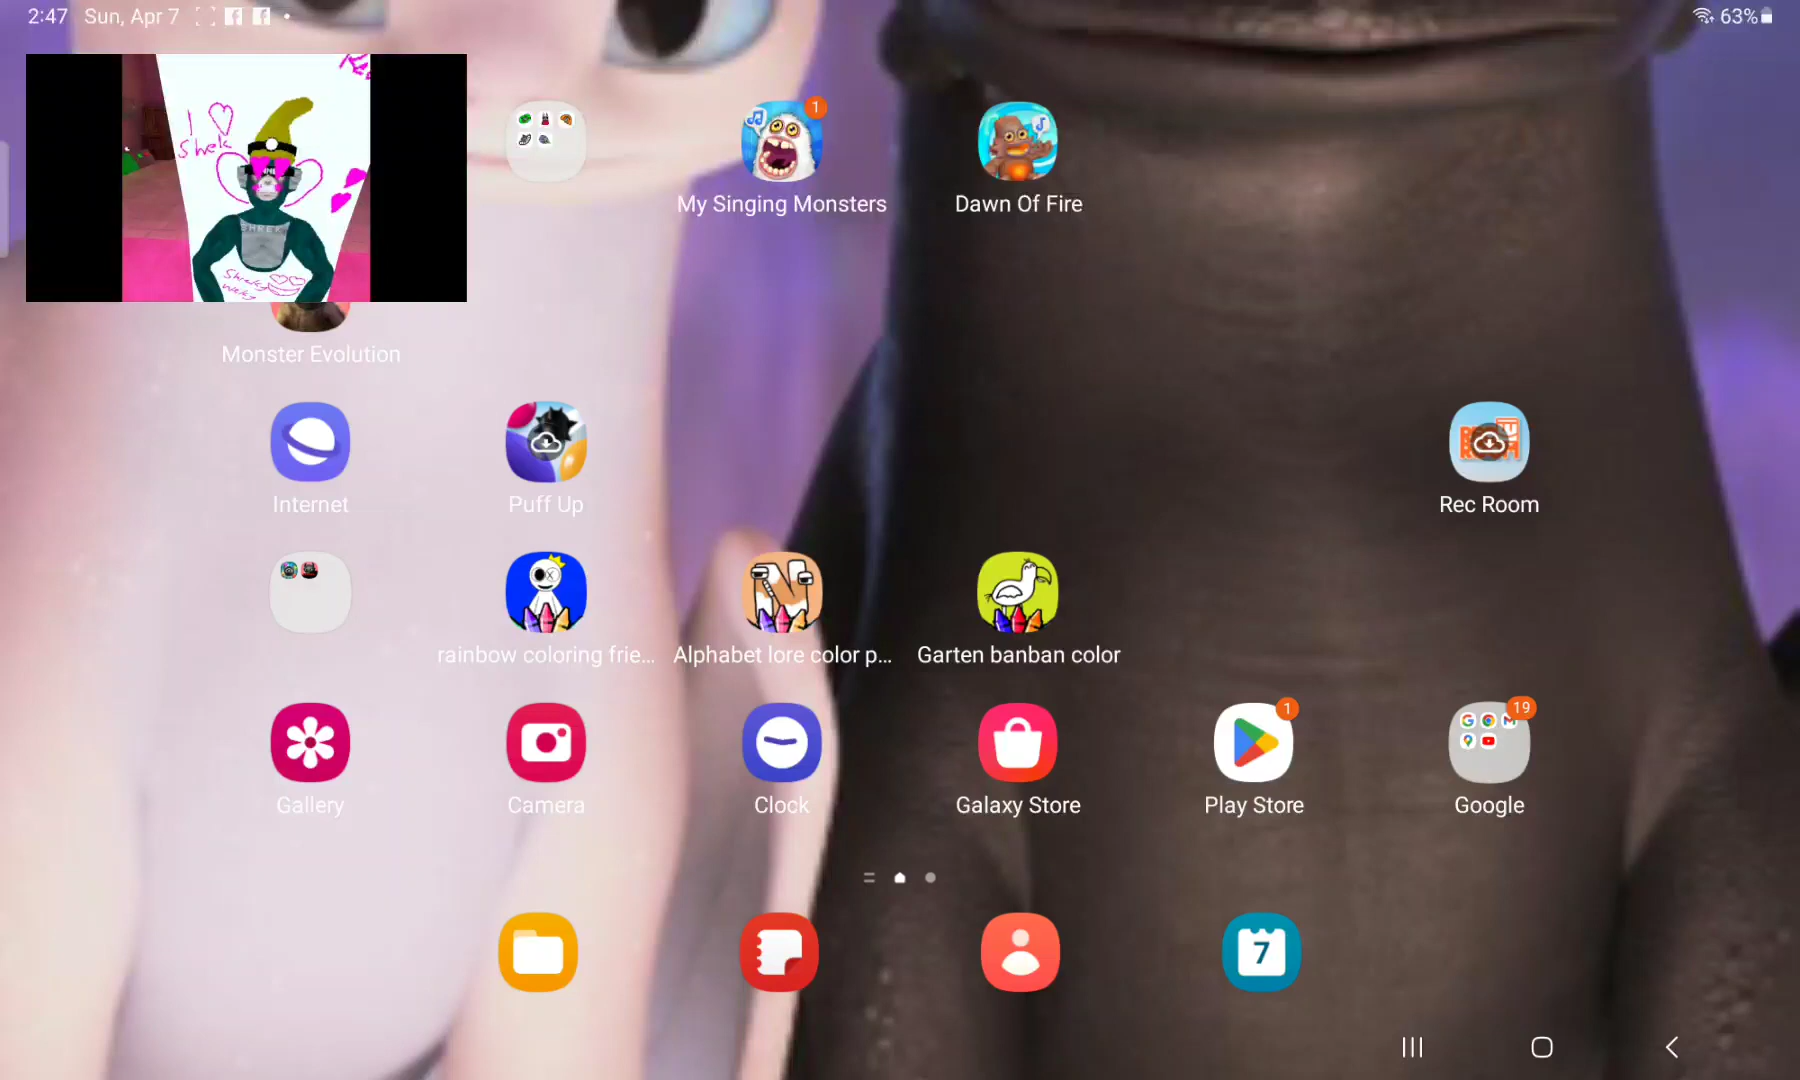 2:47 Sun, Apr 7
63%
I
Shrek
SHREK
1
My Singing Monsters
Dawn Of Fire
Monster Evolution
Internet
Puff Up
Rec Room
rainbow coloring frie...
Alphabet lore color p...
Garten banban color
1
19
Gallery
Camera
Clock
Galaxy Store
Play Store
Google
7